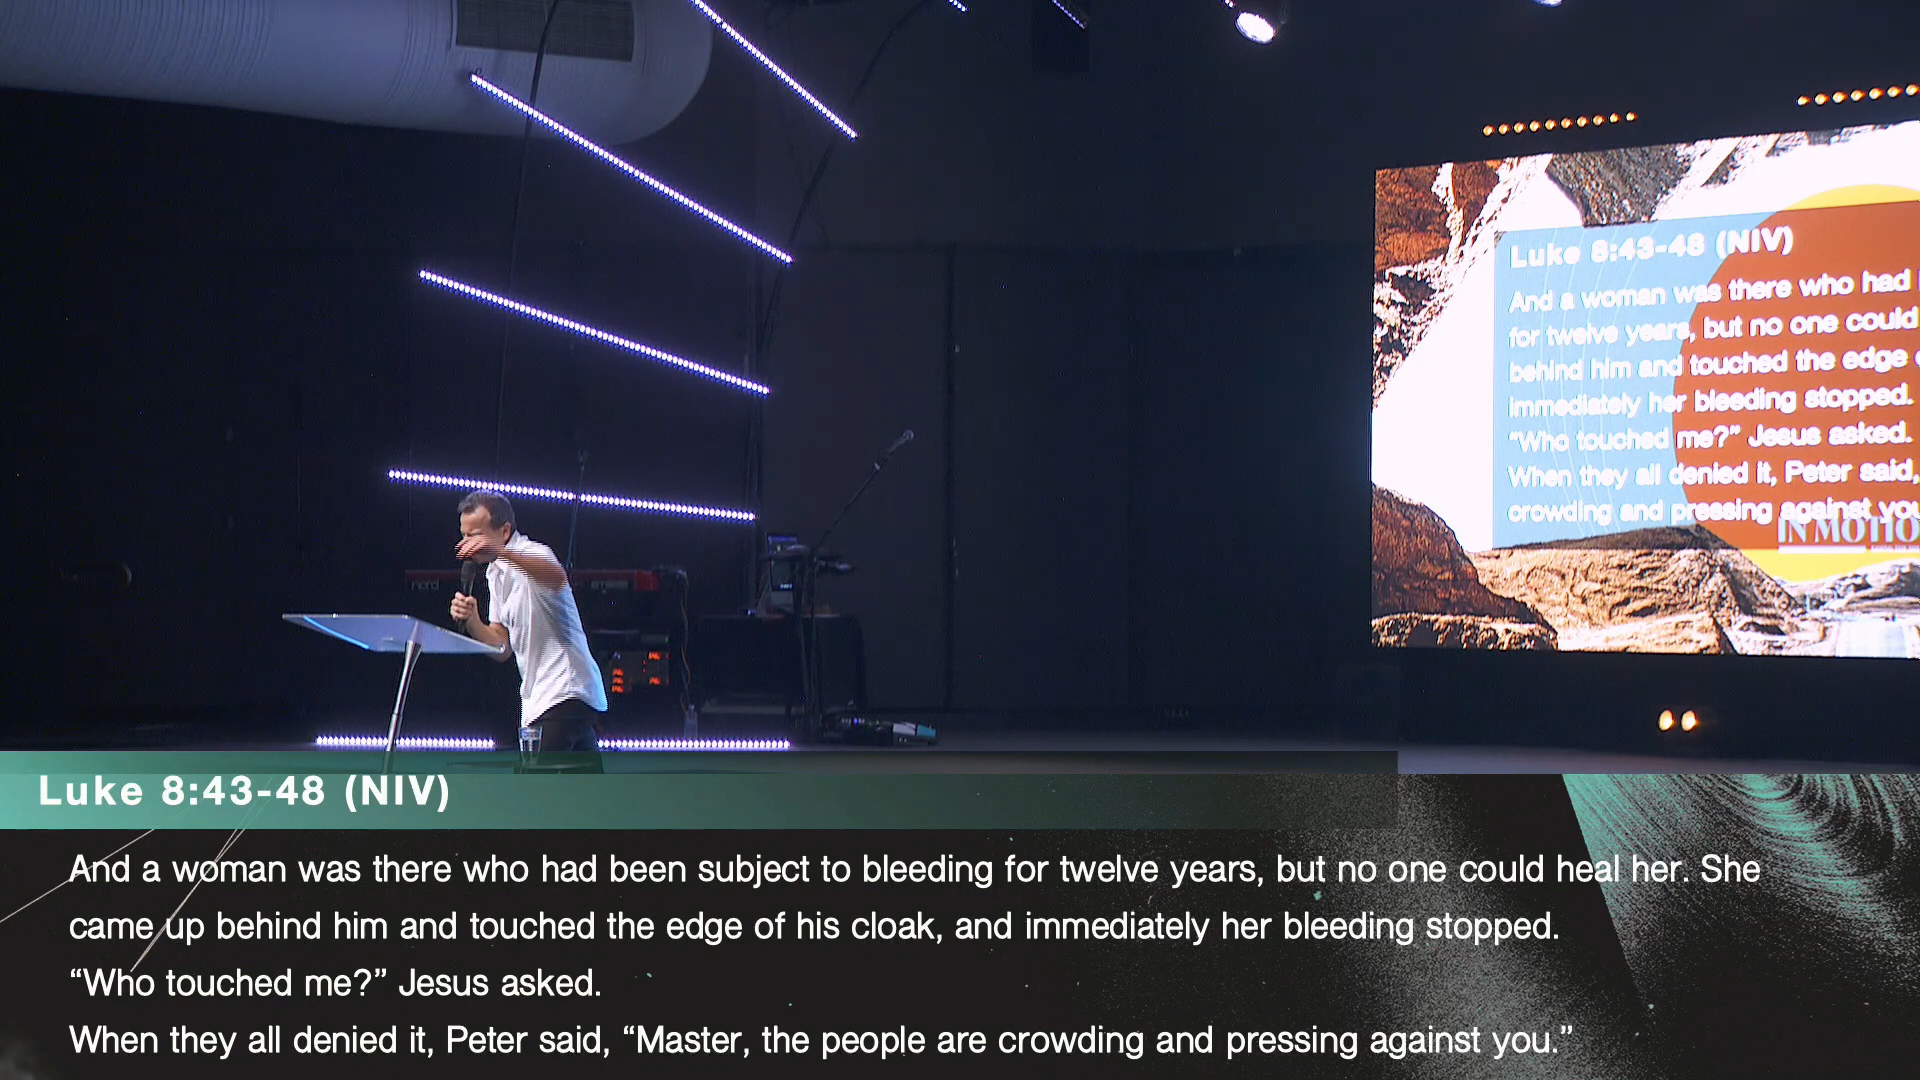 Luke 8:43-48 (NIV)
And a woman was there who had
for twelve years, but no one could
behind him and touched the edge
immediately her bleeding stopped.
“Who touched me?” Jesus asked.
When they all denied it, Peter said,
crowding and pressing against you
IN MOTIO
nord
Luke 8:43-48 (NIV)
And a woman was there who had been subject to bleeding for twelve years, but no one could heal her. She
came up behind him and touched the edge of his cloak, and immediately her bleeding stopped.
“Who touched me?” Jesus asked.
When they all denied it, Peter said, “Master, the people are crowding and pressing against you.”